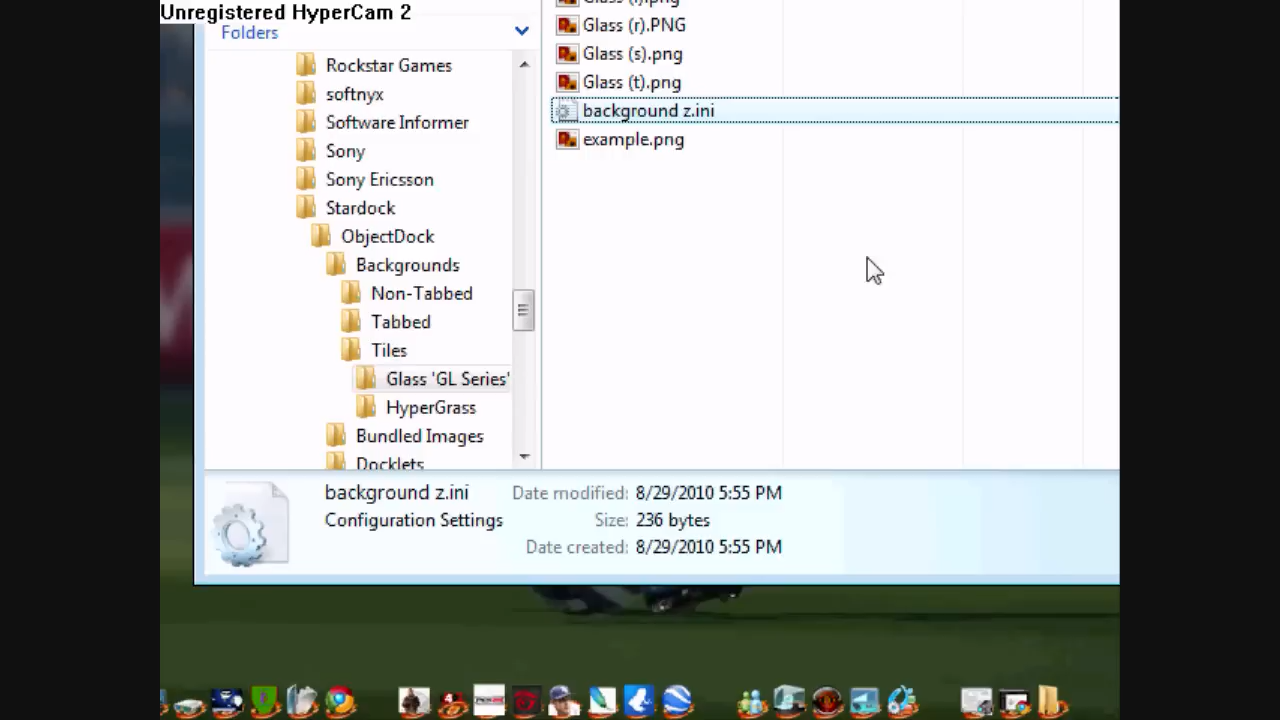 Unregistered HyperCam 2
Folders
Rockstar Games
softnyx
Software Informer
Sony
Sony Ericsson
Stardock
ObjectDock
Backgrounds
Non-Tabbed
Tabbed
Tiles
Glass 'GL Series'
HyperGrass
Bundled Images
Docklets
Glass (r).PNG
Glass (s).png
Glass (t).png
background z.ini
example.png
background z.ini
Date modified: 8/29/2010 5:55 PM
Configuration Settings
Size: 236 bytes
Date created: 8/29/2010 5:55 PM